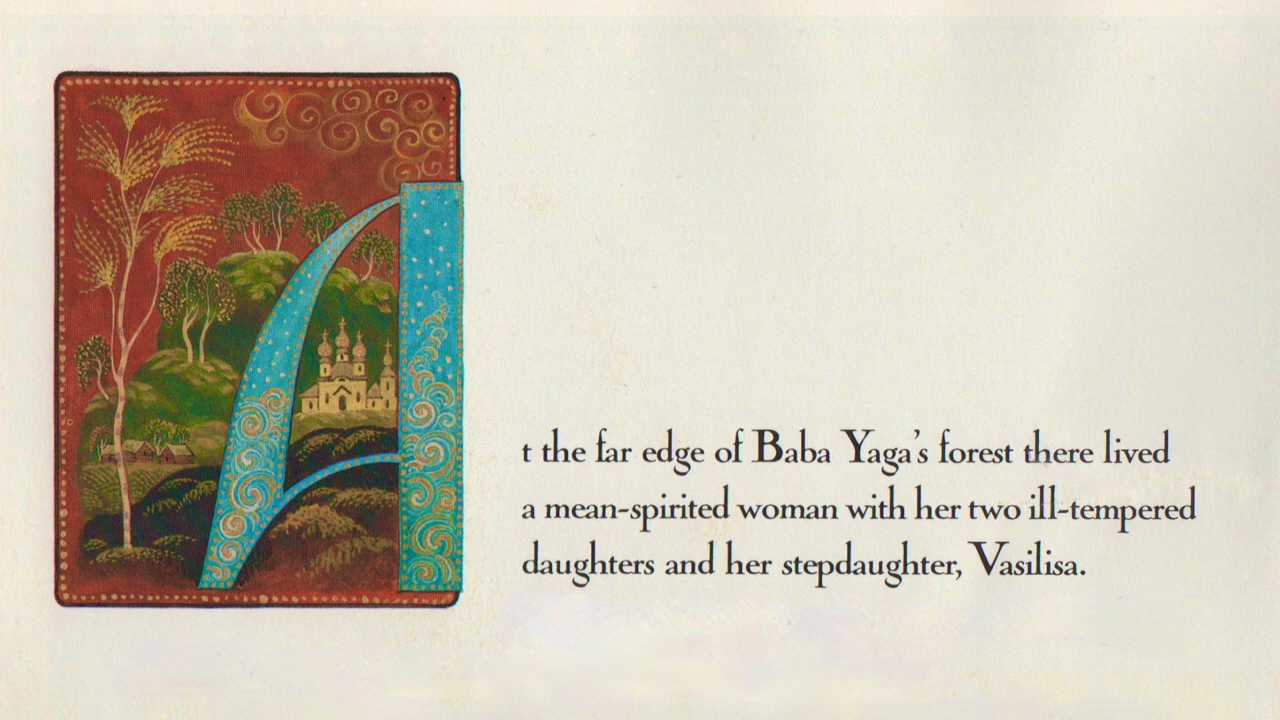 At the far edge of Baba Yaga's forest there lived
a mean-spirited woman with her two ill-tempered
daughters and her stepdaughter, Vasilisa.